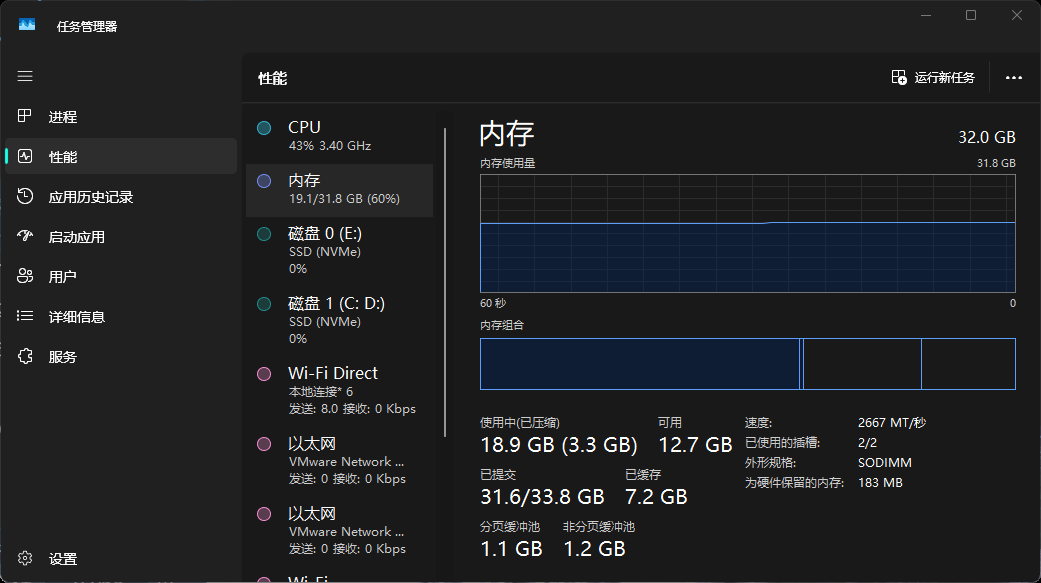 任务管理器
性能
运行新任务
进程
性能
应用历史记录
启动应用
用户
详细信息
服务
设置
CPU
43% 3.40 GHz
内存
19.1/31.8 GB (60%)
磁盘 0 (E:)
SSD (NVMe)
0%
磁盘 1 (C: D:)
SSD (NVMe)
0%
Wi-Fi Direct
本地连接* 6
发送: 8.0 接收: 0 Kbps
以太网
VMware Network ...
发送: 0 接收: 0 Kbps
以太网
VMware Network ...
发送: 0 接收: 0 Kbps
Wi-Fi
内存
32.0 GB
内存使用量
31.8 GB
60 秒
0
内存组合
使用中(已压缩)
18.9 GB (3.3 GB)
可用
12.7 GB
已提交
31.6/33.8 GB
已缓存
7.2 GB
分页缓冲池
1.1 GB
非分页缓冲池
1.2 GB
速度: 2667 MT/秒
已使用的插槽: 2/2
外形规格: SODIMM
为硬件保留的内存: 183 MB